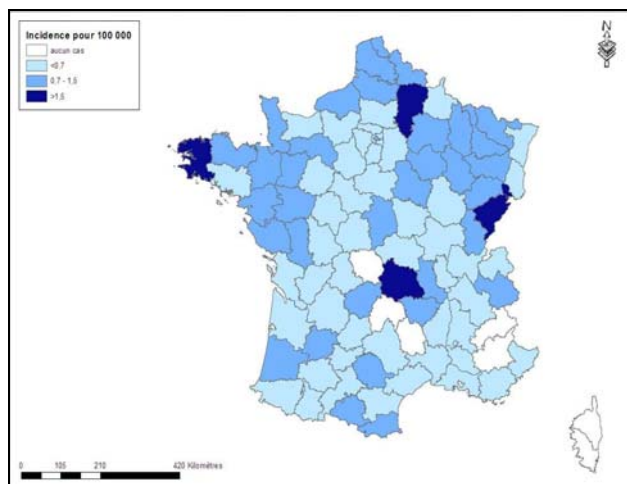 Incidence pour 100 000
aucun cas
<0.7
0.7 - 1,5
>1,5
N
0 105 210 420 Kilomètres